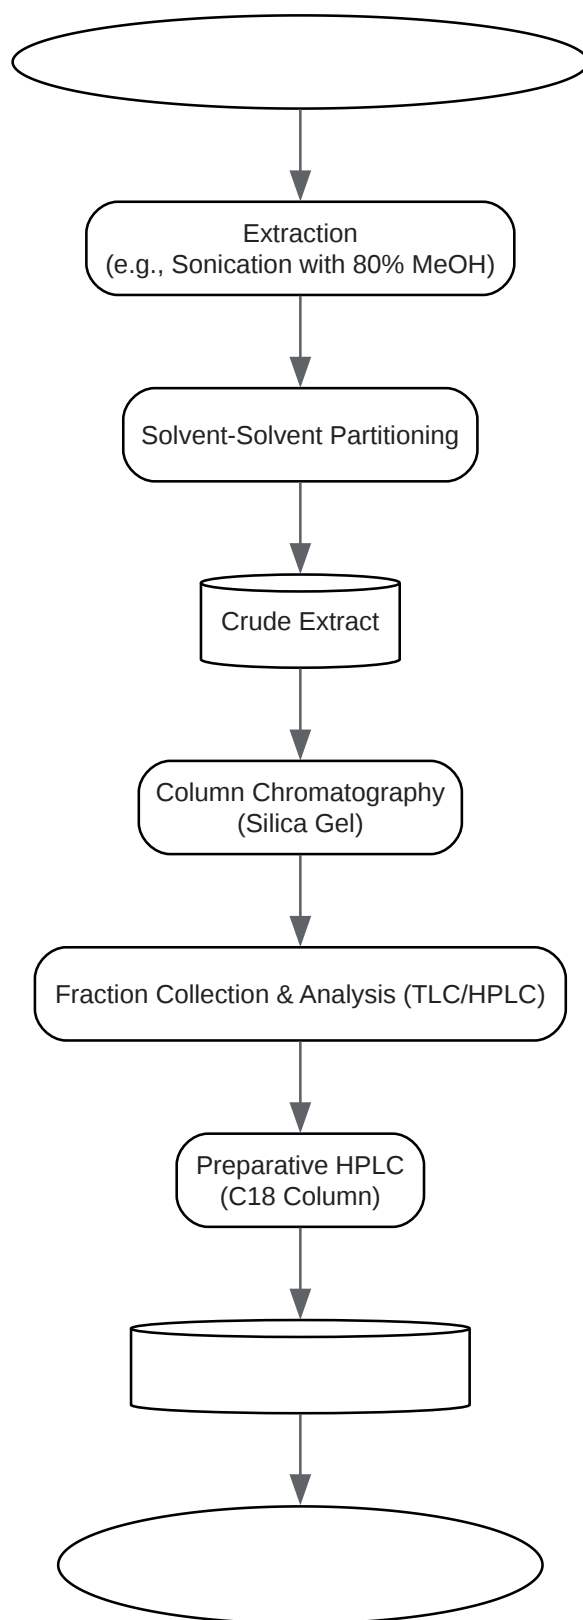 Extraction
(e.g., Sonication with 80% MeOH)
Solvent-Solvent Partitioning
Crude Extract
Column Chromatography
(Silica Gel)
Fraction Collection & Analysis (TLC/HPLC)
Preparative HPLC
(C18 Column)